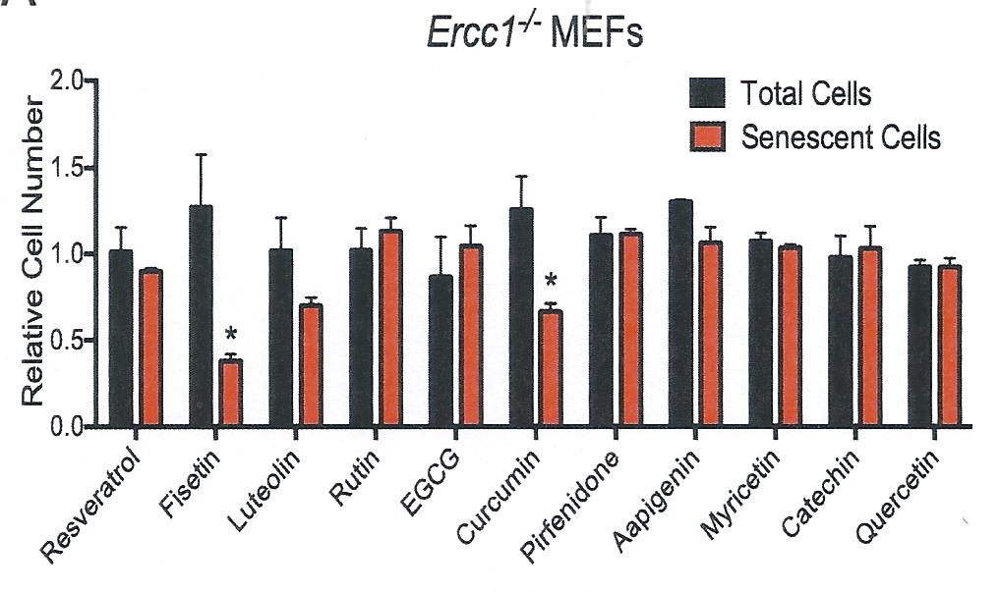 A
Ercc1-/- MEFs
Total Cells
Senescent Cells
Relative Cell Number
2.0
1.5
1.0
0.5
0.0
*
*
Resveratrol
Fisetin
Luteolin
Rutin
EGCG
Curcumin
Pirfenidone
Aapigenin
Myricetin
Catechin
Quercetin